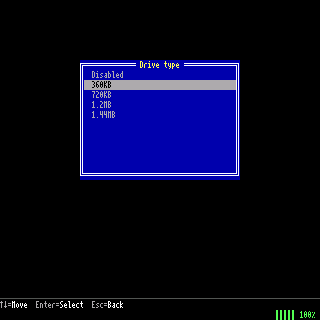 Drive type
Disabled
360KB
720KB
1.2MB
1.44MB
↑↓=Move Enter=Select Esc=Back
100%